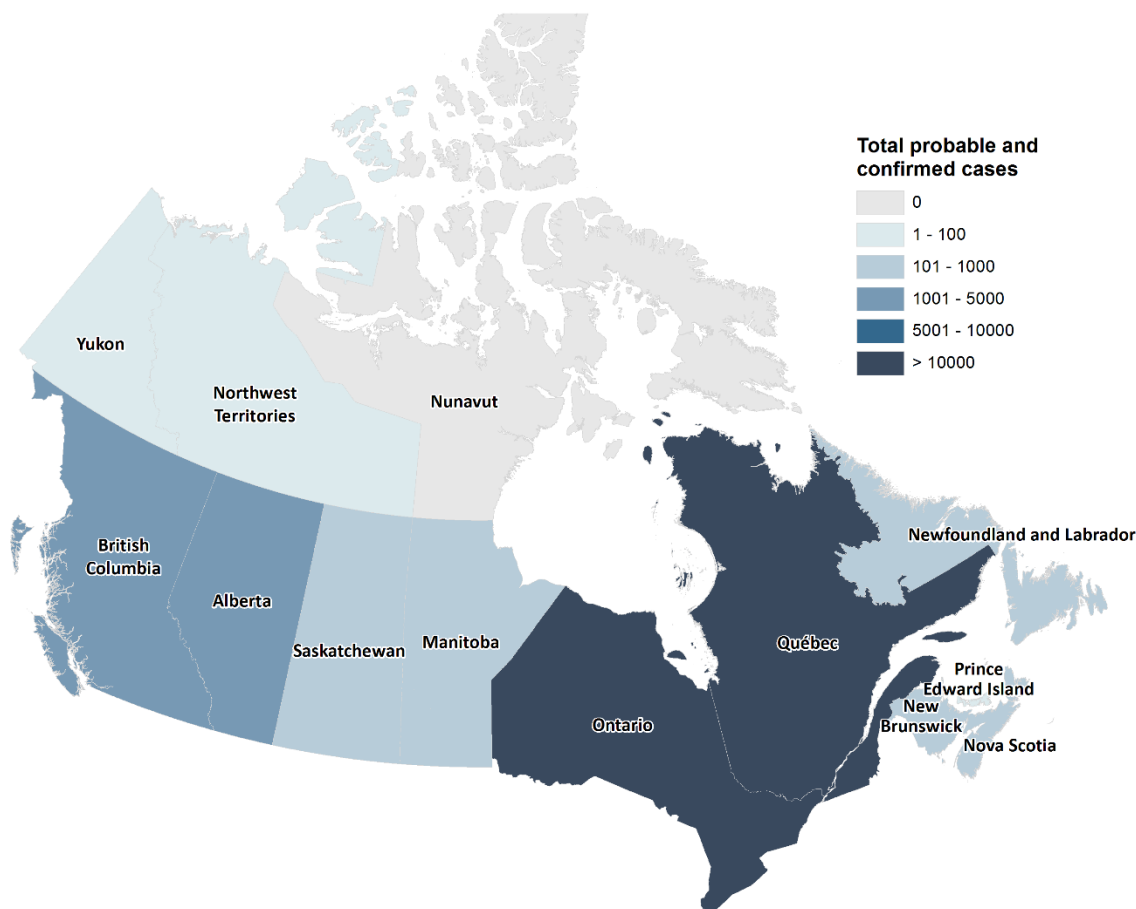 Total probable and
confirmed cases
0
1 - 100
101 - 1000
1001 - 5000
5001 - 10000
> 10000
Yukon
Northwest
Territories
Nunavut
British
Columbia
Alberta
Saskatchewan
Manitoba
Ontario
Québec
Newfoundland and Labrador
Prince
Edward Island
New
Brunswick
Nova Scotia